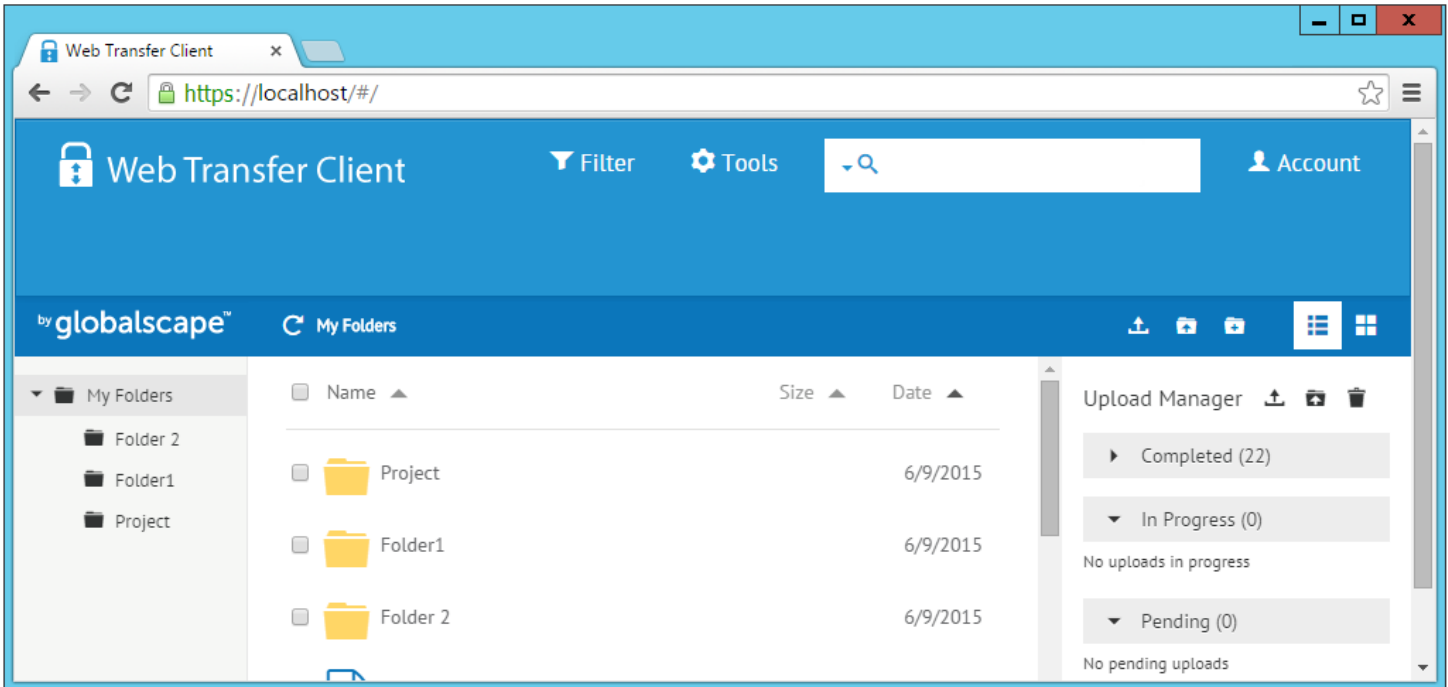 Web Transfer Client
https://localhost/#/
Web Transfer Client
Filter
Tools
Account
by globalscape™
My Folders
My Folders
Folder 2
Folder1
Project
Name
Size
Date
Project
6/9/2015
Folder1
6/9/2015
Folder 2
6/9/2015
Upload Manager
Completed (22)
In Progress (0)
No uploads in progress
Pending (0)
No pending uploads